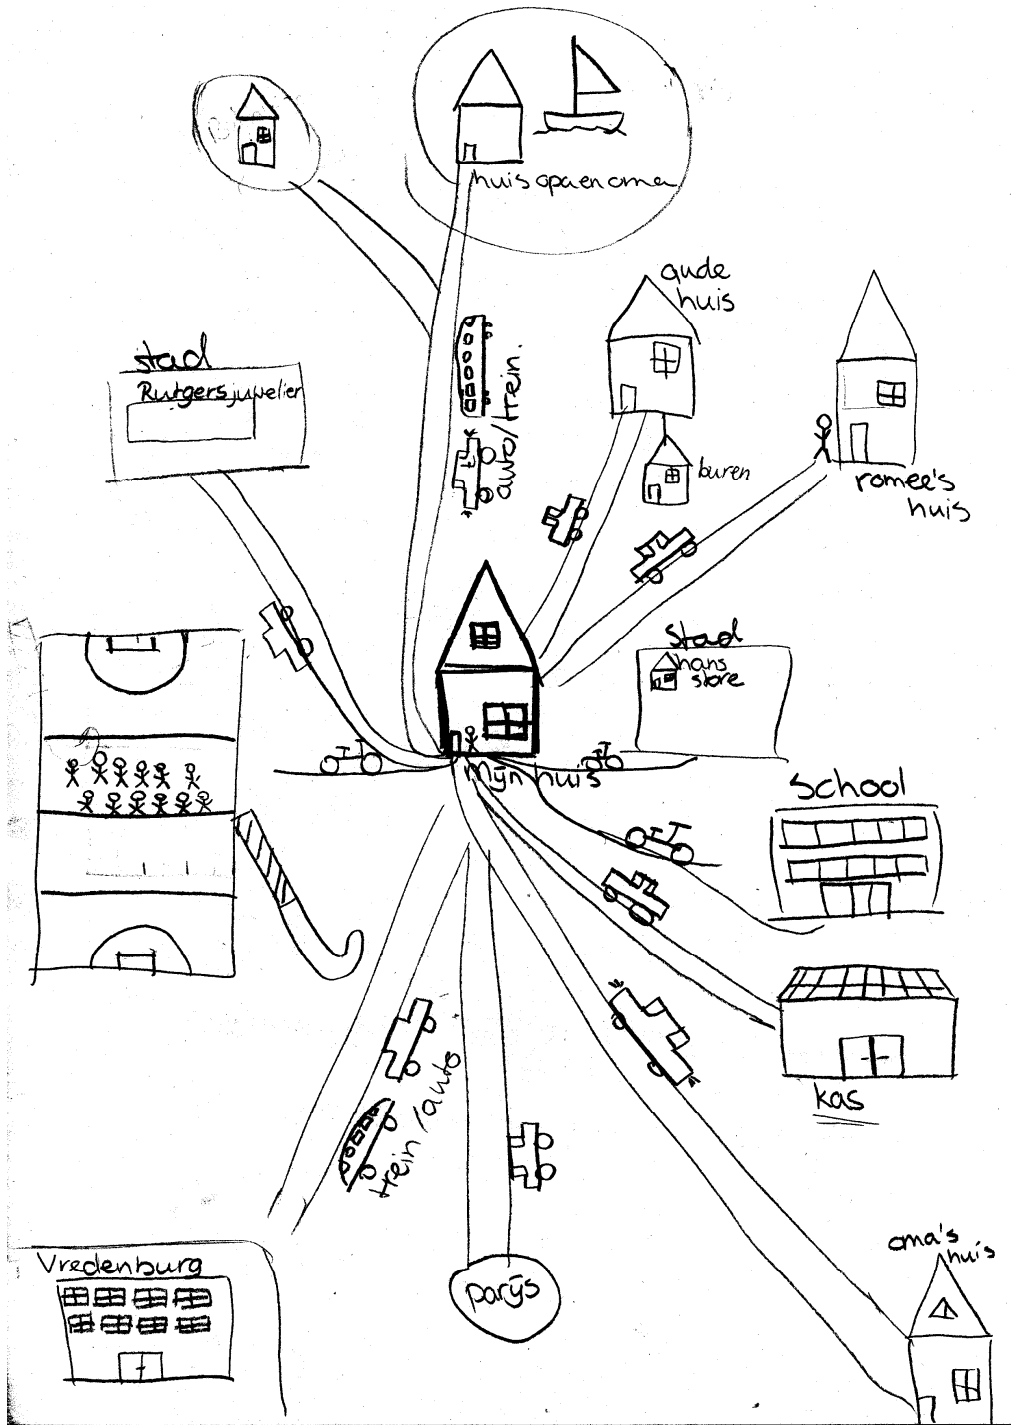 huis opa en oma
oude
huis
stad
Rutgers juwelier
auto/trein.
buren
romee's
huis
stad
hans
store
mijn huis
School
kas
trein/auto
oma's
huis
Vredenburg
parijs